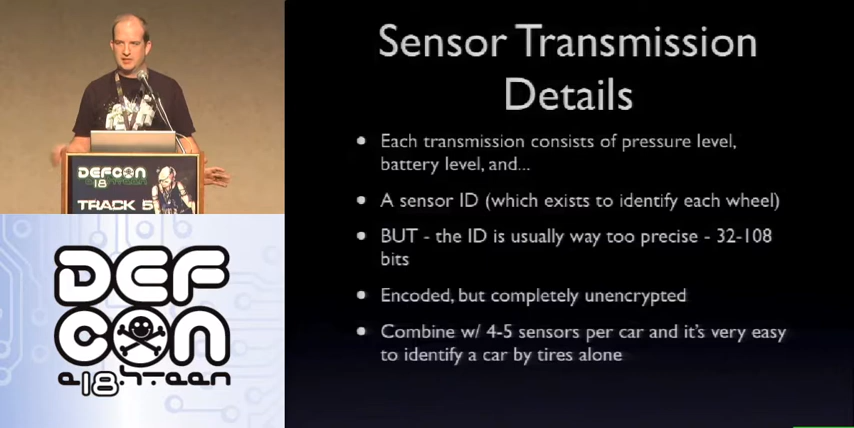 Sensor Transmission
Details
• Each transmission consists of pressure level,
battery level, and...
• A sensor ID (which exists to identify each wheel)
• BUT - the ID is usually way too precise - 32-108
bits
• Encoded, but completely unencrypted
• Combine w/ 4-5 sensors per car and it's very easy
to identify a car by tires alone
DEFCON
18
TRACK 5
DEF
CON
e18hteen